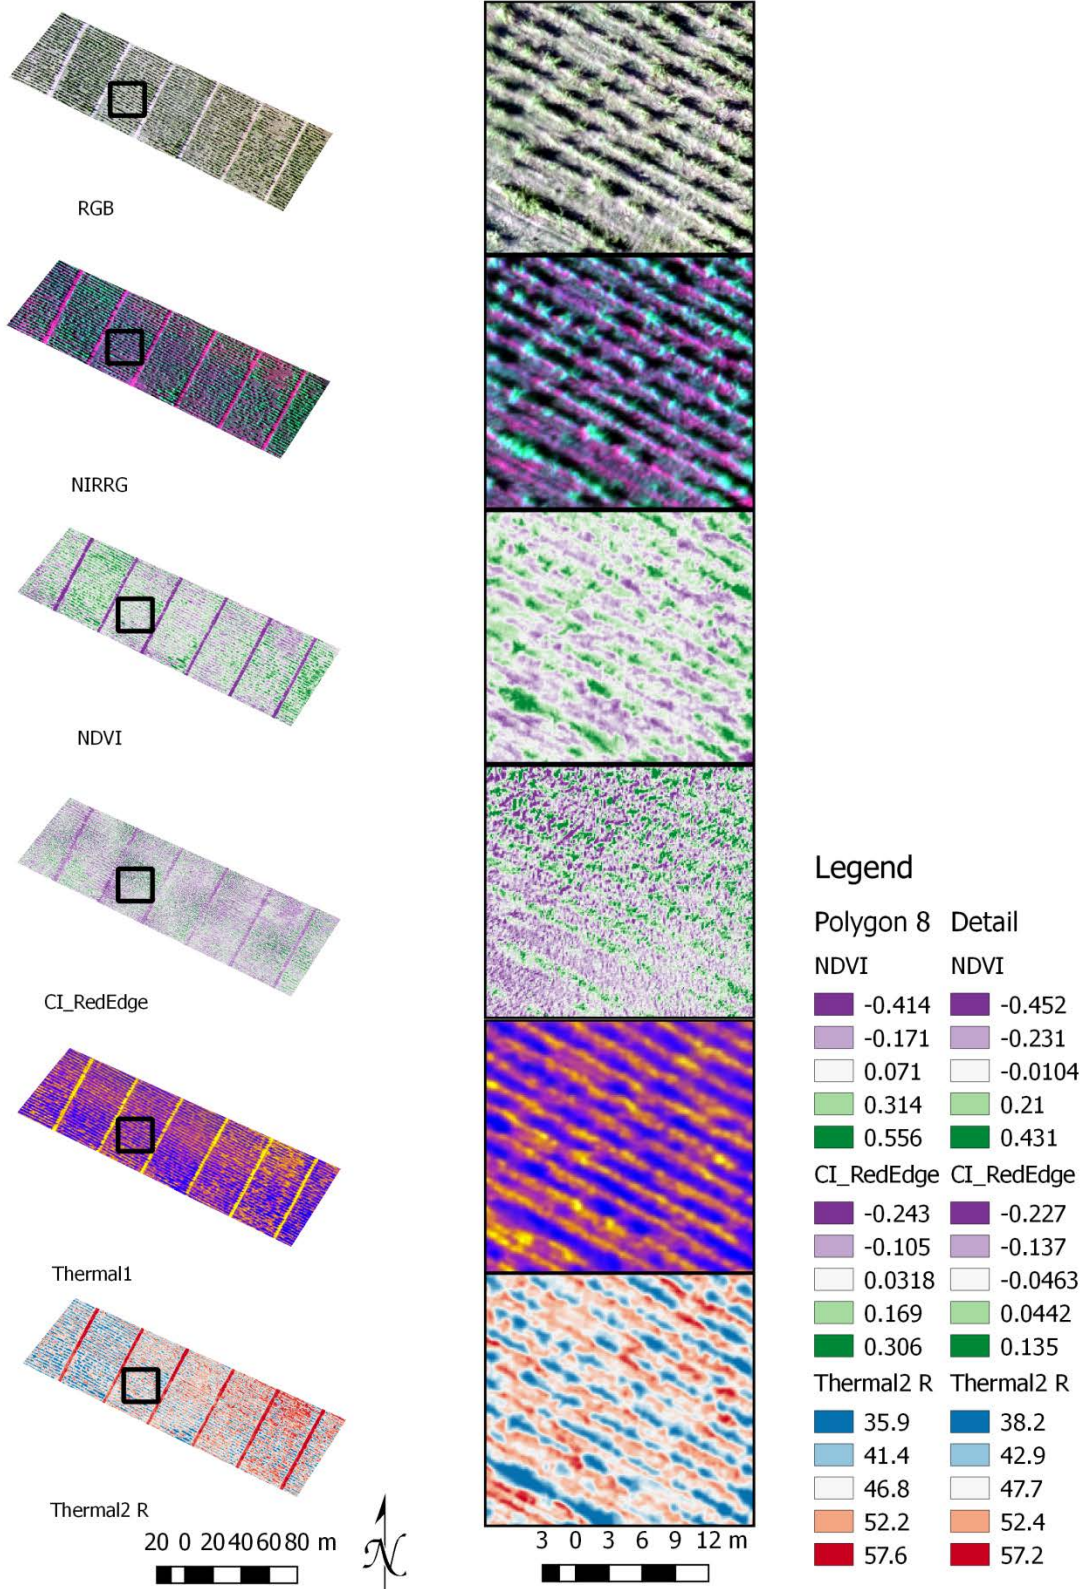 RGB
NIRRG
NDVI
CI_RedEdge
Thermal1
Thermal2 R
20 0 20 40 60 80 m
N
3 0 3 6 9 12 m
Legend
Polygon 8 Detail
NDVI NDVI
-0.414 -0.452
-0.171 -0.231
0.071 -0.0104
0.314 0.21
0.556 0.431
CI_RedEdge CI_RedEdge
-0.243 -0.227
-0.105 -0.137
0.0318 -0.0463
0.169 0.0442
0.306 0.135
Thermal2 R Thermal2 R
35.9 38.2
41.4 42.9
46.8 47.7
52.2 52.4
57.6 57.2